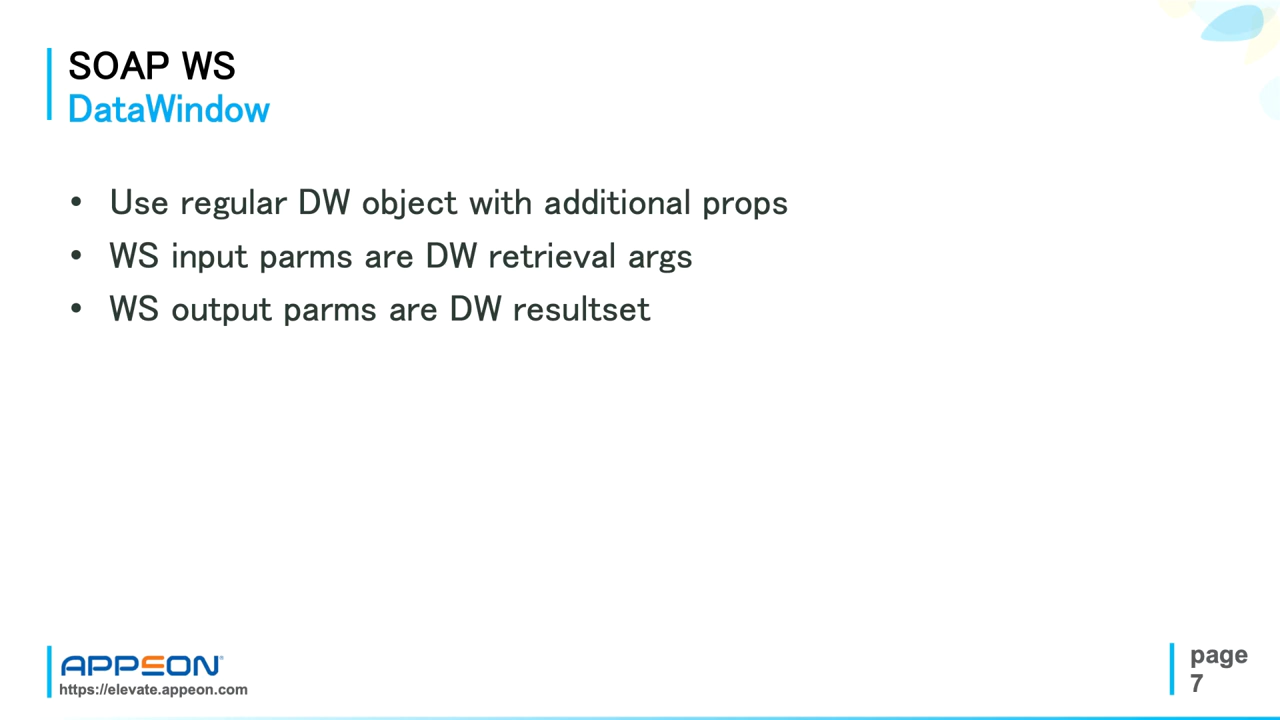 SOAP WS
DataWindow
• Use regular DW object with additional props
• WS input parms are DW retrieval args
• WS output parms are DW resultset
APPEON®
https://elevate.appeon.com
page
7